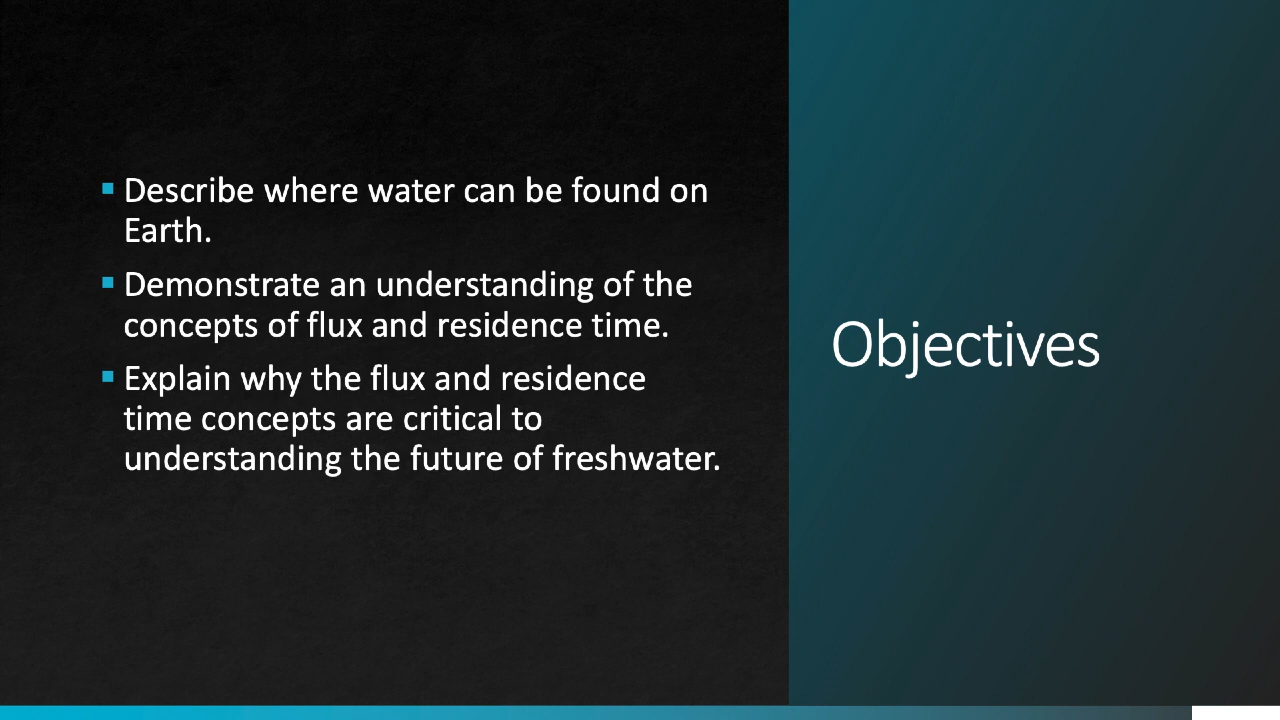 Describe where water can be found on
Earth.
Demonstrate an understanding of the
concepts of flux and residence time.
Explain why the flux and residence
time concepts are critical to
understanding the future of freshwater.
Objectives